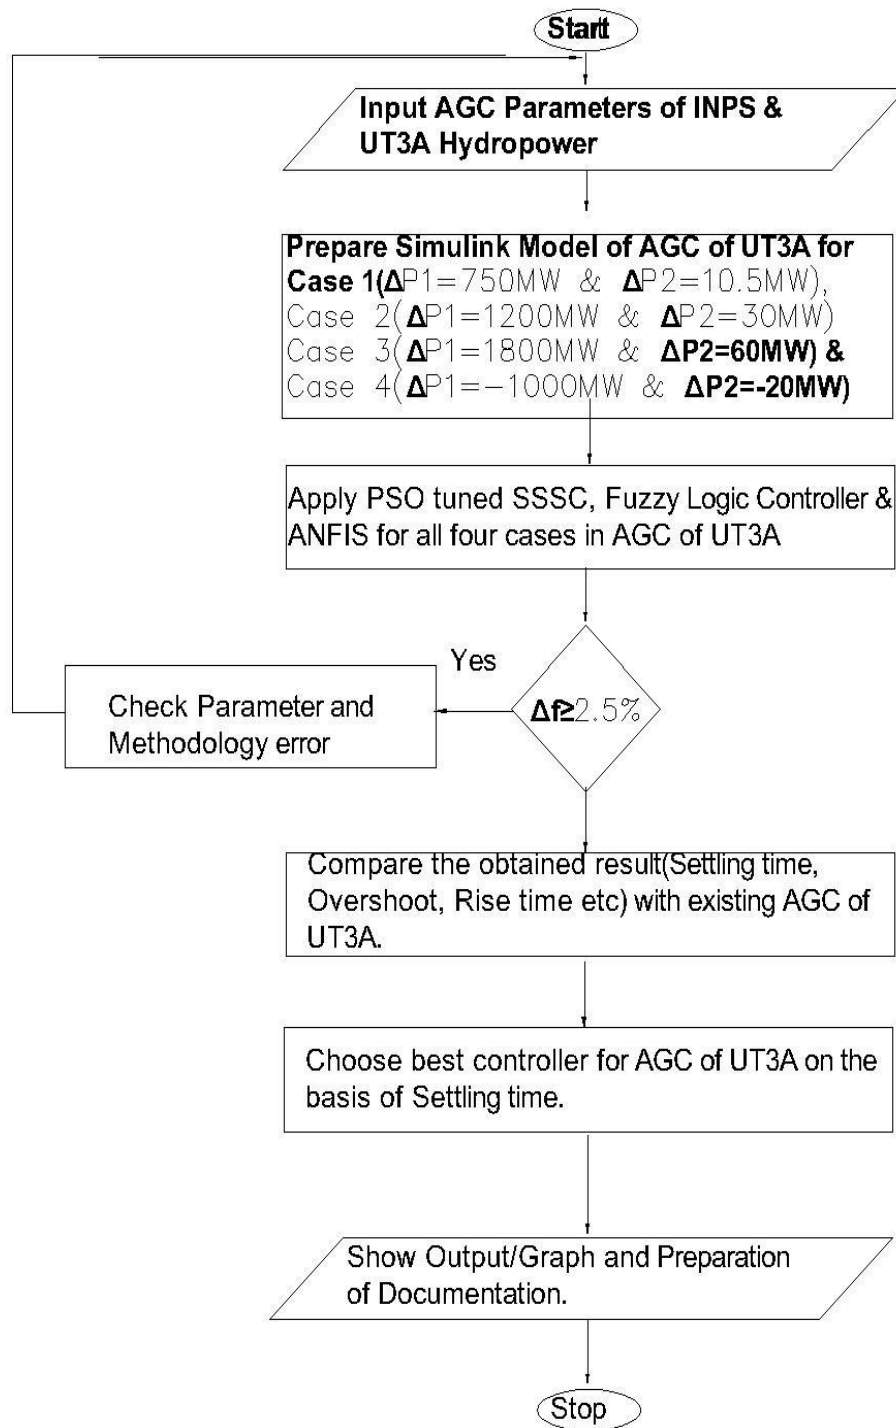 Start
Input AGC Parameters of INPS &
UT3A Hydropower
Prepare Simulink Model of AGC of UT3A for
Case 1(ΔP1=750MW & ΔP2=10.5MW),
Case 2(ΔP1=1200MW & ΔP2=30MW)
Case 3(ΔP1=1800MW & ΔP2=60MW) &
Case 4(ΔP1=−1000MW & ΔP2=-20MW)
Apply PSO tuned SSSC, Fuzzy Logic Controller &
ANFIS for all four cases in AGC of UT3A
Yes
Δf≥2.5%
Check Parameter and
Methodology error
Compare the obtained result(Settling time,
Overshoot, Rise time etc) with existing AGC of
UT3A.
Choose best controller for AGC of UT3A on the
basis of Settling time.
Show Output/Graph and Preparation
of Documentation.
Stop